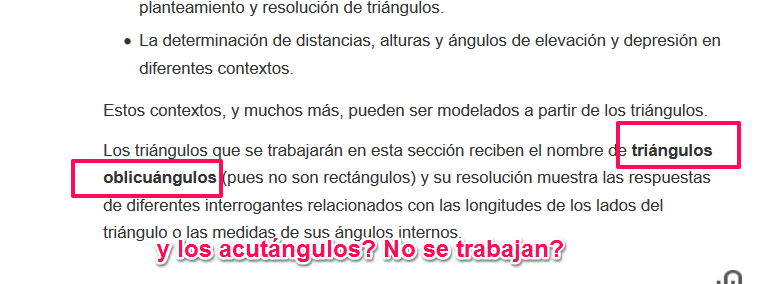 planteamiento y resolución de triángulos.
• La determinación de distancias, alturas y ángulos de elevación y depresión en
diferentes contextos.
Estos contextos, y muchos más, pueden ser modelados a partir de los triángulos.
Los triángulos que se trabajarán en esta sección reciben el nombre de triángulos
oblicuángulos (pues no son rectángulos) y su resolución muestra las respuestas
de diferentes interrogantes relacionados con las longitudes de los lados del
triángulo o las medidas de sus ángulos internos.
y los acutángulos? No se trabajan?